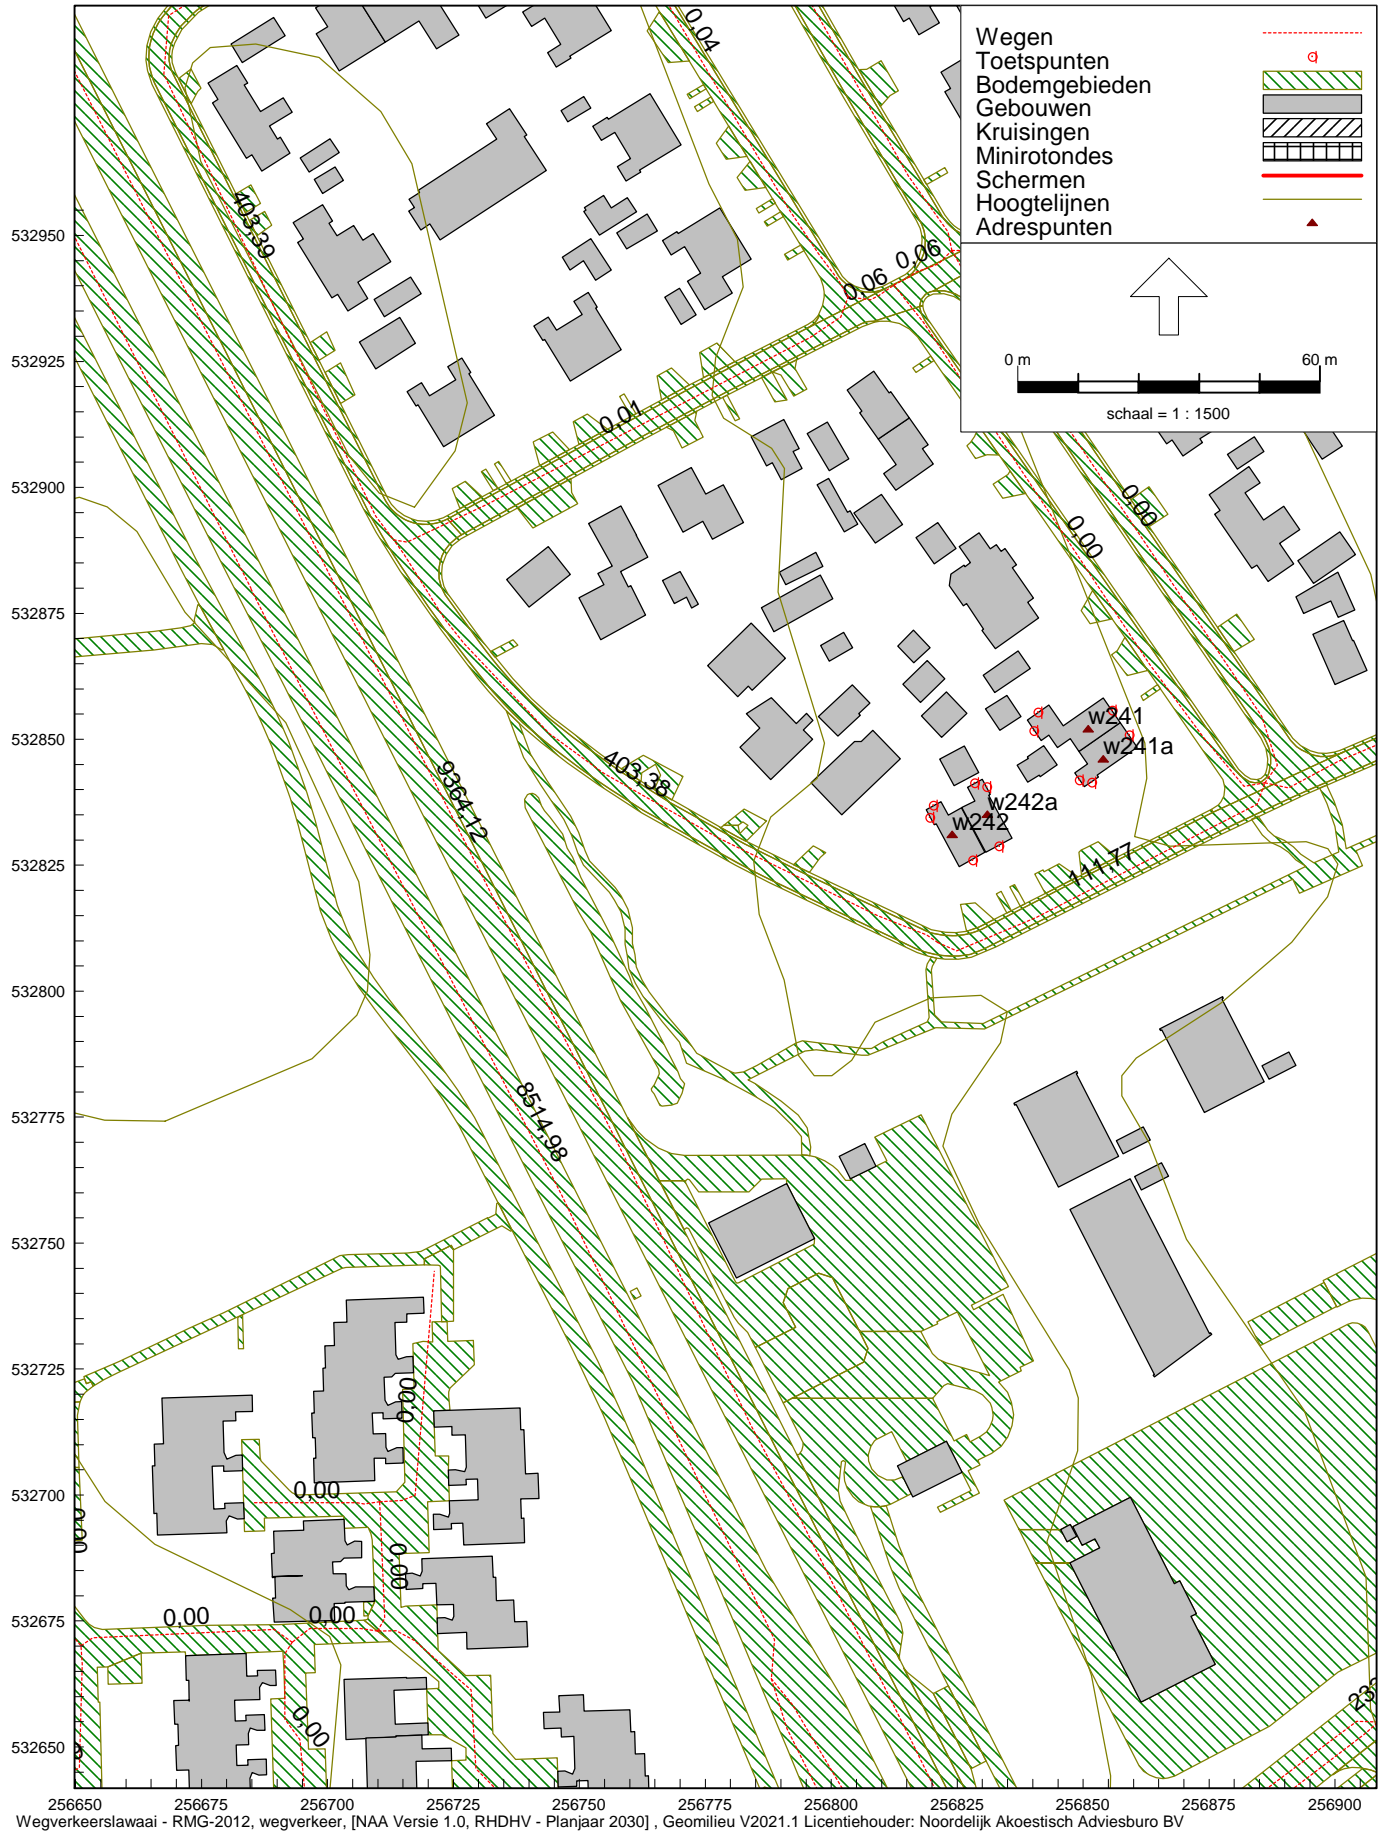 Wegen
Toetspunten
Bodemgebieden
Gebouwen
Kruisingen
Minirotondes
Schermen
Hoogtelijnen
Adrespunten
0 m 60 m
schaal = 1 : 1500
0,04
403,39
0,06
0,06
0,01
0,00
0,00
532950
532925
532900
532875
532850
532825
532800
532775
532750
532725
532700
532675
532650
w241
w241a
w242a
w242
403,38
9364,12
111,77
8514,98
0,00
0,00
0,00
0,00
0,00
0,00
0,00
256650 256675 256700 256725 256750 256775 256800 256825 256850 256875 256900
Wegverkeerslawaai - RMG-2012, wegverkeer, [NAA Versie 1.0, RHDHV - Planjaar 2030] , Geomilieu V2021.1 Licentiehouder: Noordelijk Akoestisch Adviesburo BV